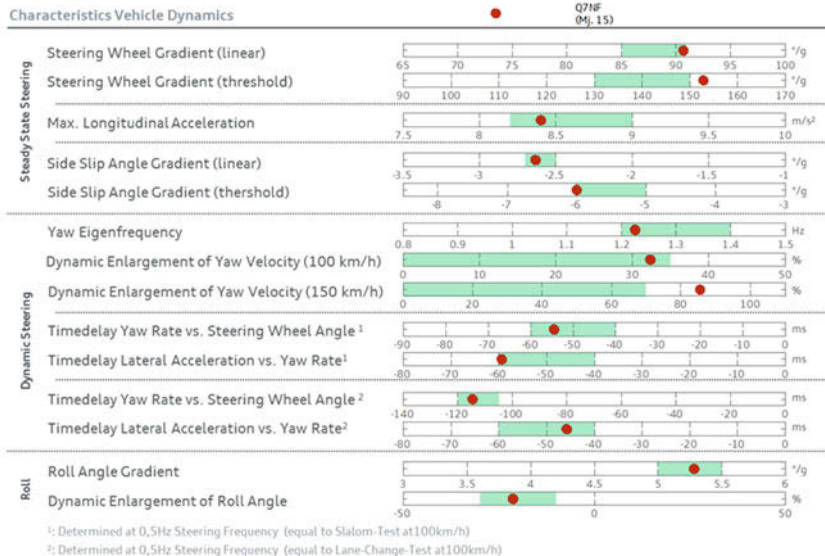 Characteristics Vehicle Dynamics
Q7NF
(Mj. 15)
Steady State Steering
Steering Wheel Gradient (linear)
65 70 75 80 85 90 95 100 °/g
Steering Wheel Gradient (threshold)
90 100 110 120 130 140 150 160 170 °/g
Max. Longitudinal Acceleration
7.5 8 8.5 9 9.5 10 m/s²
Side Slip Angle Gradient (linear)
-3.5 -3 -2.5 -2 -1.5 -1 °/g
Side Slip Angle Gradient (thershold)
-8 -7 -6 -5 -4 -3 °/g
Dynamic Steering
Yaw Eigenfrequency
0.8 0.9 1 1.1 1.2 1.3 1.4 1.5 Hz
Dynamic Enlargement of Yaw Velocity (100 km/h)
0 10 20 30 40 50 %
Dynamic Enlargement of Yaw Velocity (150 km/h)
0 20 40 60 80 100 %
Timedelay Yaw Rate vs. Steering Wheel Angle ¹
-90 -80 -70 -60 -50 -40 -30 -20 -10 0 ms
Timedelay Lateral Acceleration vs. Yaw Rate¹
-80 -70 -60 -50 -40 -30 -20 -10 0 ms
Timedelay Yaw Rate vs. Steering Wheel Angle ²
-140 -120 -100 -80 -60 -40 -20 0 ms
Timedelay Lateral Acceleration vs. Yaw Rate²
-80 -70 -60 -50 -40 -30 -20 -10 0 ms
Roll
Roll Angle Gradient
3 3.5 4 4.5 5 5.5 6 °/g
Dynamic Enlargement of Roll Angle
-50 0 50 %
¹: Determined at 0,5Hz Steering Frequency (equal to Slalom-Test at100km/h)
²: Determined at 0,5Hz Steering Frequency (equal to Lane-Change-Test at100km/h)